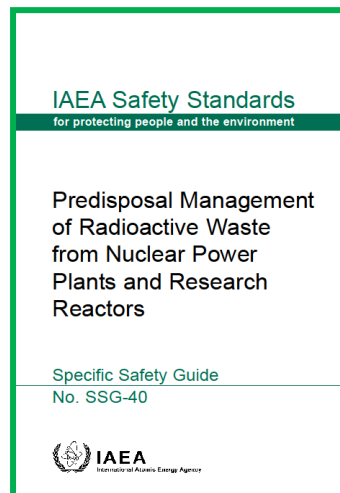 IAEA Safety Standards
for protecting people and the environment
Predisposal Management
of Radioactive Waste
from Nuclear Power
Plants and Research
Reactors
Specific Safety Guide
No. SSG-40
IAEA
International Atomic Energy Agency